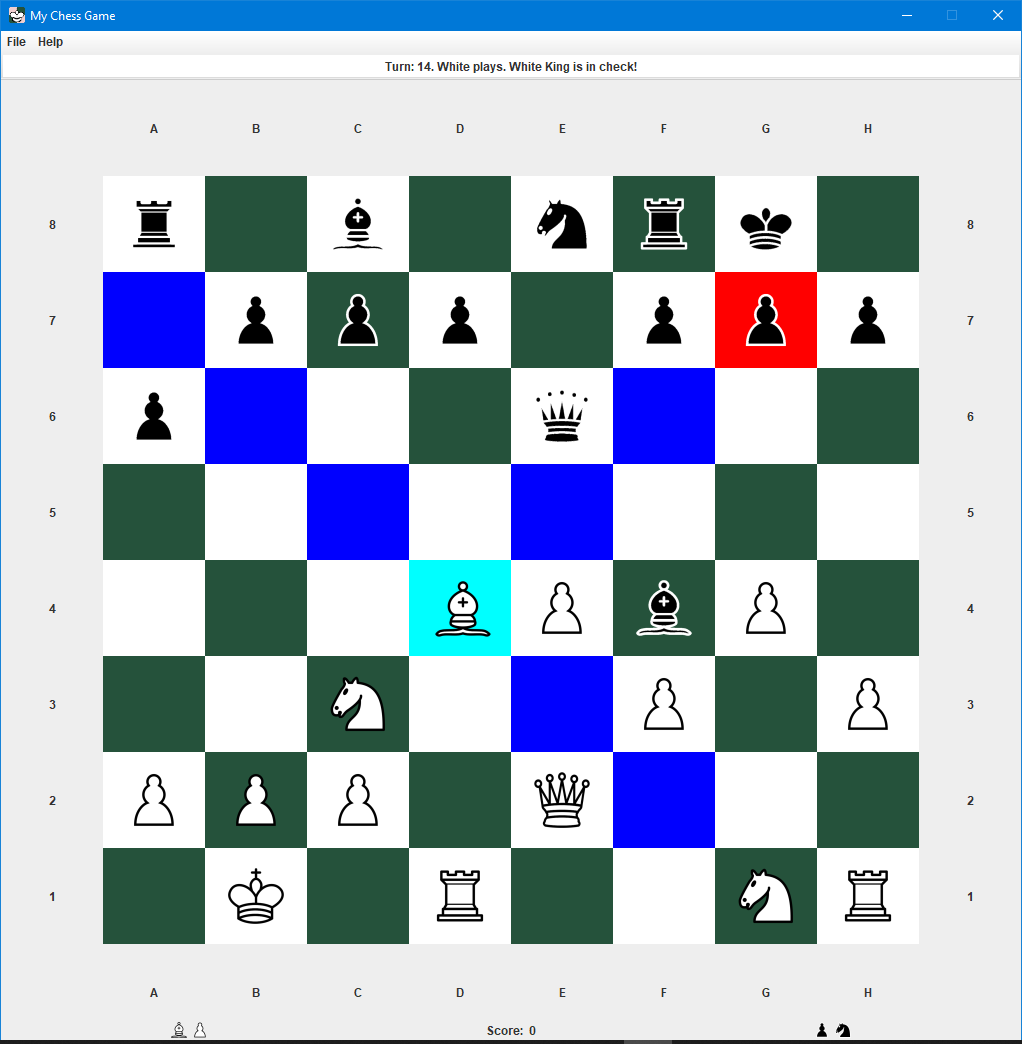 My Chess Game
File Help
Turn: 14. White plays. White King is in check!
A B C D E F G H
8 8
7 7
6 6
5 5
4 4
3 3
2 2
1 1
A B C D E F G H
Score: 0